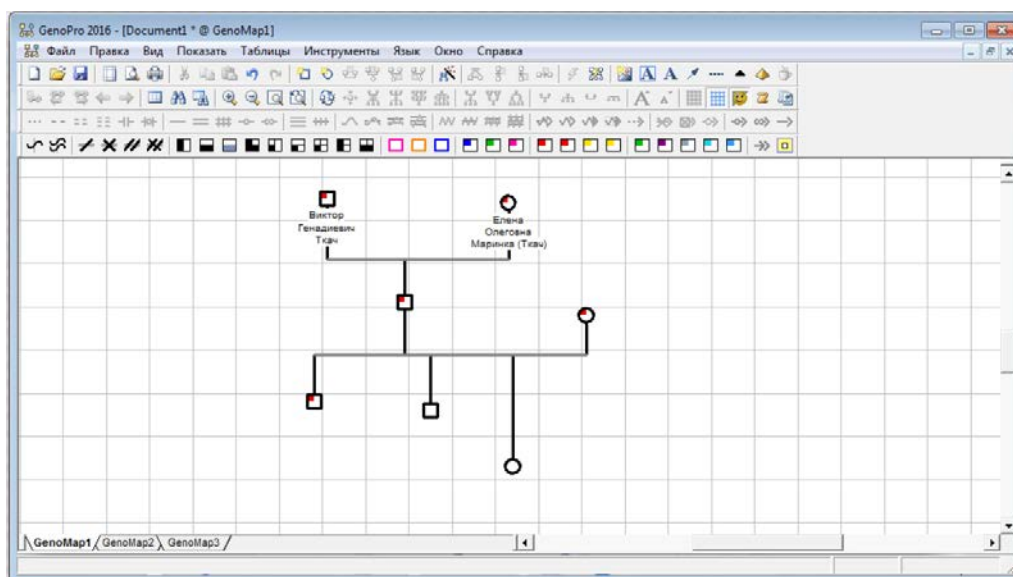 GenoPro 2016 - [Document1 * @ GenoMap1]
Файл Правка Вид Показать Таблицы Инструменты Язык Окно Справка
Виктор
Генадиевич
Ткач
Елена
Олеговна
Маринка (Ткач)
GenoMap1 GenoMap2 GenoMap3